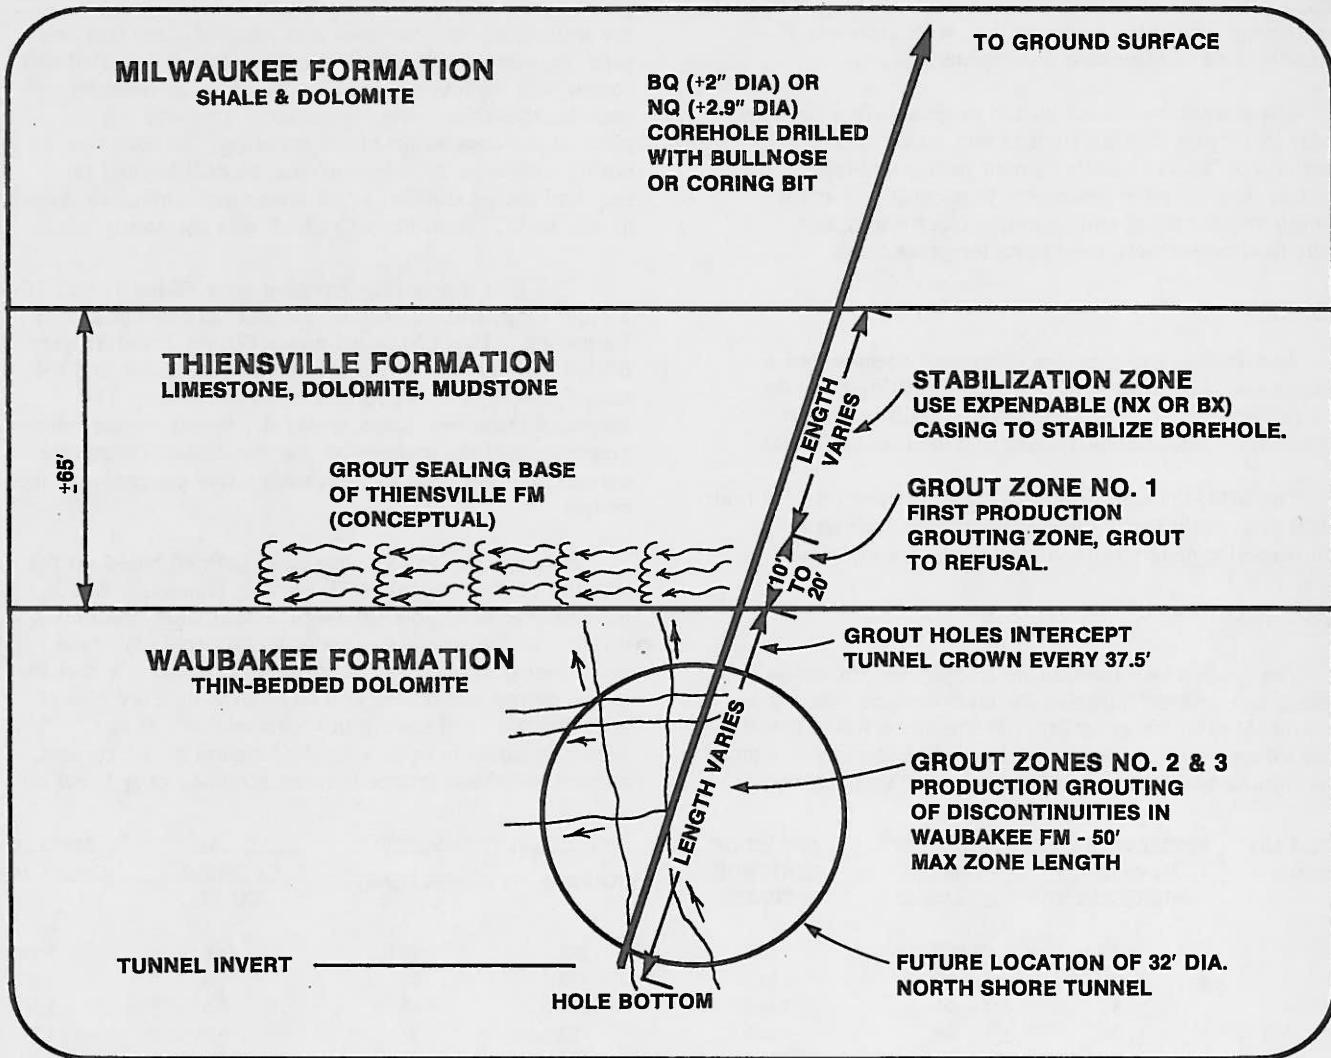 TO GROUND SURFACE
MILWAUKEE FORMATION
SHALE & DOLOMITE
BQ (+2" DIA) OR
NQ (+2.9" DIA)
COREHOLE DRILLED
WITH BULLNOSE
OR CORING BIT
THIENSVILLE FORMATION
LIMESTONE, DOLOMITE, MUDSTONE
±65'
GROUT SEALING BASE
OF THIENSVILLE FM
(CONCEPTUAL)
LENGTH
VARIES
STABILIZATION ZONE
USE EXPENDABLE (NX OR BX)
CASING TO STABILIZE BOREHOLE.
GROUT ZONE NO. 1
FIRST PRODUCTION
GROUTING ZONE, GROUT
TO REFUSAL.
(10'
TO
20'
WAUBAKEE FORMATION
THIN-BEDDED DOLOMITE
GROUT HOLES INTERCEPT
TUNNEL CROWN EVERY 37.5'
LENGTH VARIES
GROUT ZONES NO. 2 & 3
PRODUCTION GROUTING
OF DISCONTINUITIES IN
WAUBAKEE FM - 50'
MAX ZONE LENGTH
TUNNEL INVERT
HOLE BOTTOM
FUTURE LOCATION OF 32' DIA.
NORTH SHORE TUNNEL